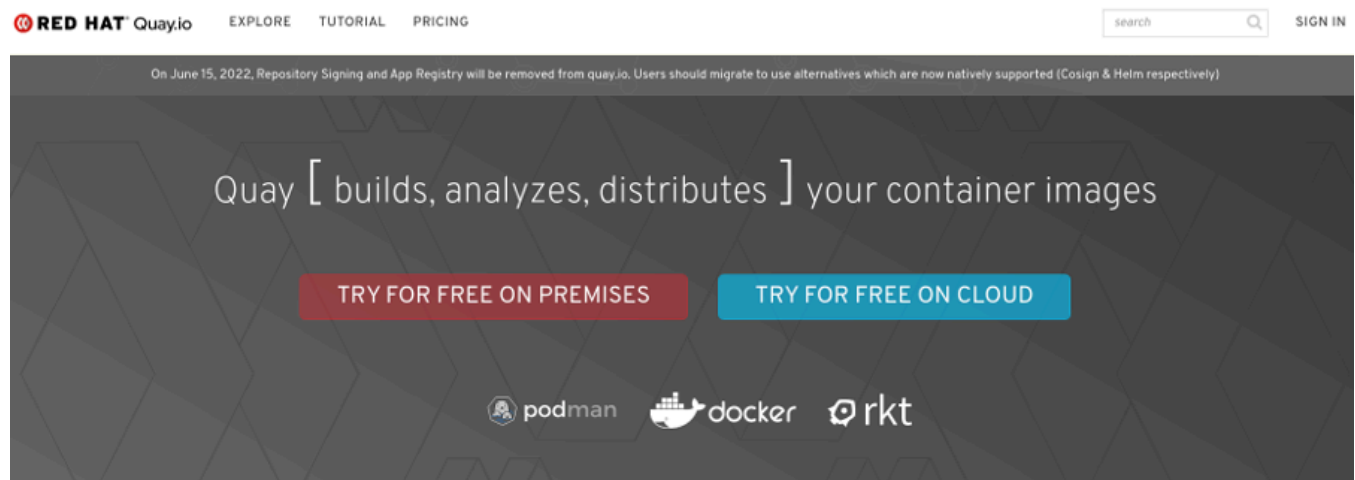 RED HAT Quay.io EXPLORE TUTORIAL PRICING search SIGN IN
On June 15, 2022, Repository Signing and App Registry will be removed from quay.io. Users should migrate to use alternatives which are now natively supported (Cosign & Helm respectively)
Quay [ builds, analyzes, distributes ] your container images
TRY FOR FREE ON PREMISES TRY FOR FREE ON CLOUD
podman docker rkt